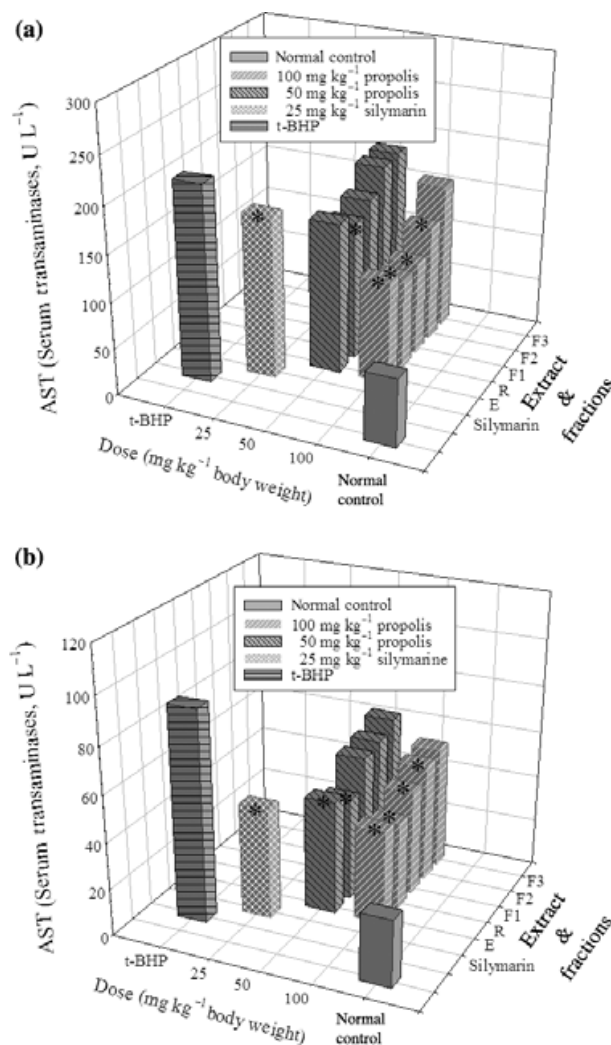 (a)
Normal control
100 mg kg⁻¹ propolis
50 mg kg⁻¹ propolis
25 mg kg⁻¹ silymarin
t-BHP
AST (Serum transaminases, U L⁻¹)
300
250
200
150
100
50
0
t-BHP
25
50
100
Normal
control
Dose (mg kg⁻¹ body weight)
Silymarin
E
R
F1
F2
F3
Extract
&
fractions
* * * * * *
(b)
Normal control
100 mg kg⁻¹ propolis
50 mg kg⁻¹ propolis
25 mg kg⁻¹ silymarine
t-BHP
AST (Serum transaminases, U L⁻¹)
120
100
80
60
40
20
0
t-BHP
25
50
100
Normal
control
Dose (mg kg⁻¹ body weight)
Silymarin
E
R
F1
F2
F3
Extract
&
fractions
* * * * * * *